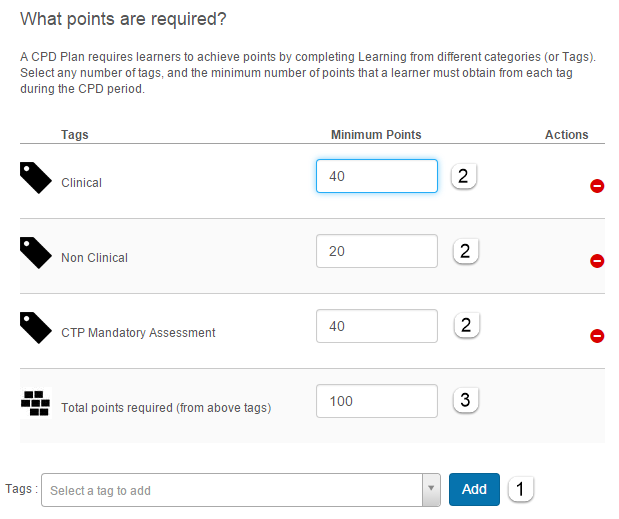 What points are required?
A CPD Plan requires learners to achieve points by completing Learning from different categories (or Tags).
Select any number of tags, and the minimum number of points that a learner must obtain from each tag
during the CPD period.
Tags Minimum Points Actions
Clinical 40 2
Non Clinical 20 2
CTP Mandatory Assessment 40 2
Total points required (from above tags) 100 3
Tags : Select a tag to add Add 1